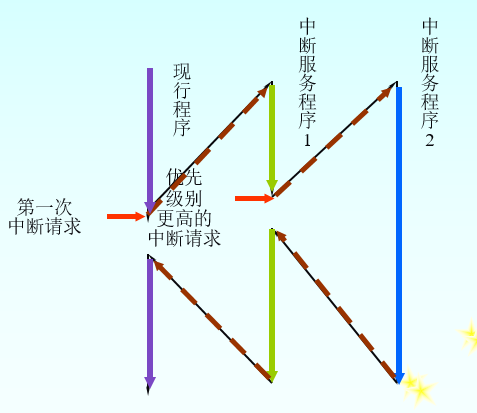 现行程序
中断服务程序1
中断服务程序2
第一次
中断请求
优先
级别
更高的
中断请求